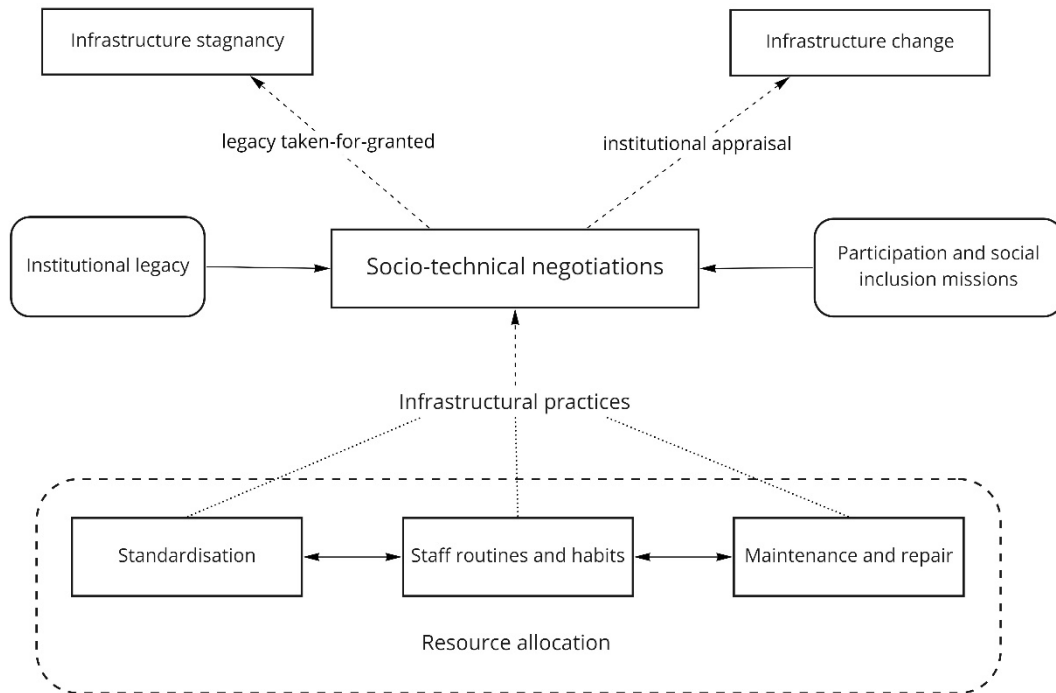 Infrastructure stagnancy
Infrastructure change
legacy taken-for-granted
institutional appraisal
Institutional legacy
Socio-technical negotiations
Participation and social
inclusion missions
Infrastructural practices
Standardisation
Staff routines and habits
Maintenance and repair
Resource allocation